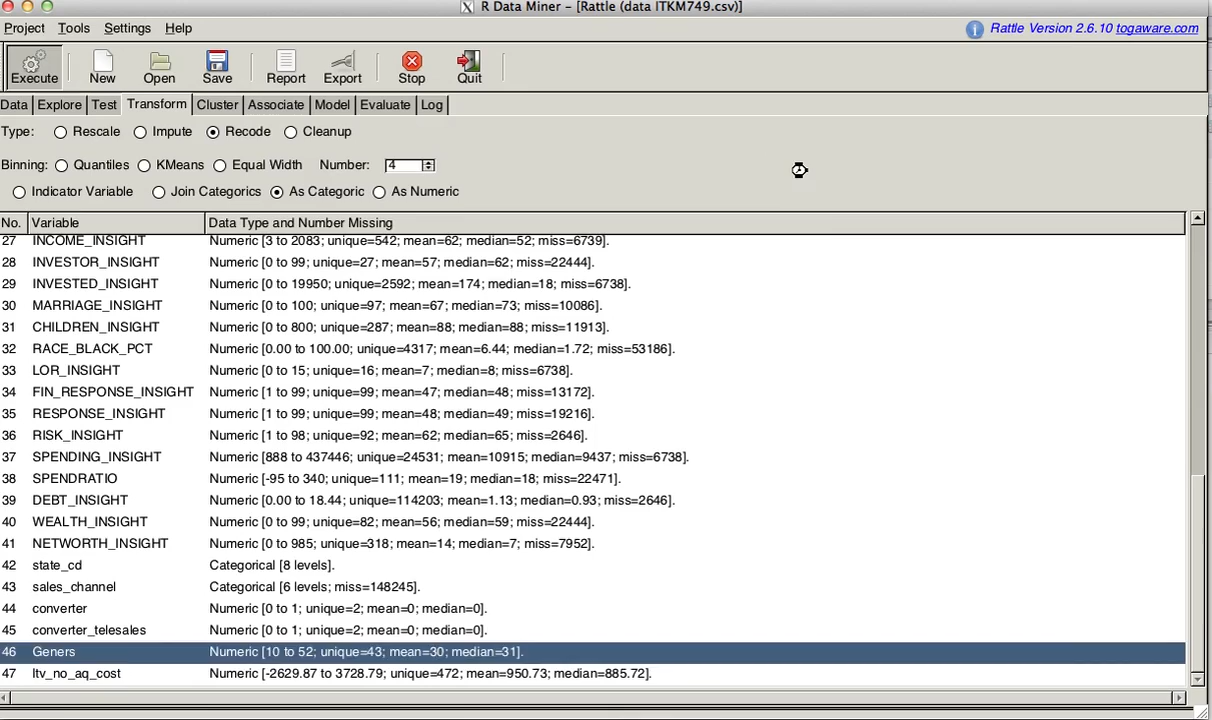 R Data Miner - [Rattle (data ITKM749.csv)]
Project Tools Settings Help Rattle Version 2.6.10 togaware.com
Execute New Open Save Report Export Stop Quit
Data Explore Test Transform Cluster Associate Model Evaluate Log
Type: Rescale Impute Recode Cleanup
Binning: Quantiles KMeans Equal Width Number: 4
Indicator Variable Join Categorics As Categoric As Numeric
No. Variable Data Type and Number Missing
27 INCOME_INSIGHT Numeric [3 to 2083; unique=542; mean=62; median=52; miss=6739].
28 INVESTOR_INSIGHT Numeric [0 to 99; unique=27; mean=57; median=62; miss=22444].
29 INVESTED_INSIGHT Numeric [0 to 19950; unique=2592; mean=174; median=18; miss=6738].
30 MARRIAGE_INSIGHT Numeric [0 to 100; unique=97; mean=67; median=73; miss=10086].
31 CHILDREN_INSIGHT Numeric [0 to 800; unique=287; mean=88; median=88; miss=11913].
32 RACE_BLACK_PCT Numeric [0.00 to 100.00; unique=4317; mean=6.44; median=1.72; miss=53186].
33 LOR_INSIGHT Numeric [0 to 15; unique=16; mean=7; median=8; miss=6738].
34 FIN_RESPONSE_INSIGHT Numeric [1 to 99; unique=99; mean=47; median=48; miss=13172].
35 RESPONSE_INSIGHT Numeric [1 to 99; unique=99; mean=48; median=49; miss=19216].
36 RISK_INSIGHT Numeric [1 to 98; unique=92; mean=62; median=65; miss=2646].
37 SPENDING_INSIGHT Numeric [888 to 437446; unique=24531; mean=10915; median=9437; miss=6738].
38 SPENDRATIO Numeric [-95 to 340; unique=111; mean=19; median=18; miss=22471].
39 DEBT_INSIGHT Numeric [0.00 to 18.44; unique=114203; mean=1.13; median=0.93; miss=2646].
40 WEALTH_INSIGHT Numeric [0 to 99; unique=82; mean=56; median=59; miss=22444].
41 NETWORTH_INSIGHT Numeric [0 to 985; unique=318; mean=14; median=7; miss=7952].
42 state_cd Categorical [8 levels].
43 sales_channel Categorical [6 levels; miss=148245].
44 converter Numeric [0 to 1; unique=2; mean=0; median=0].
45 converter_telesales Numeric [0 to 1; unique=2; mean=0; median=0].
46 Geners Numeric [10 to 52; unique=43; mean=30; median=31].
47 ltv_no_aq_cost Numeric [-2629.87 to 3728.79; unique=472; mean=950.73; median=885.72].